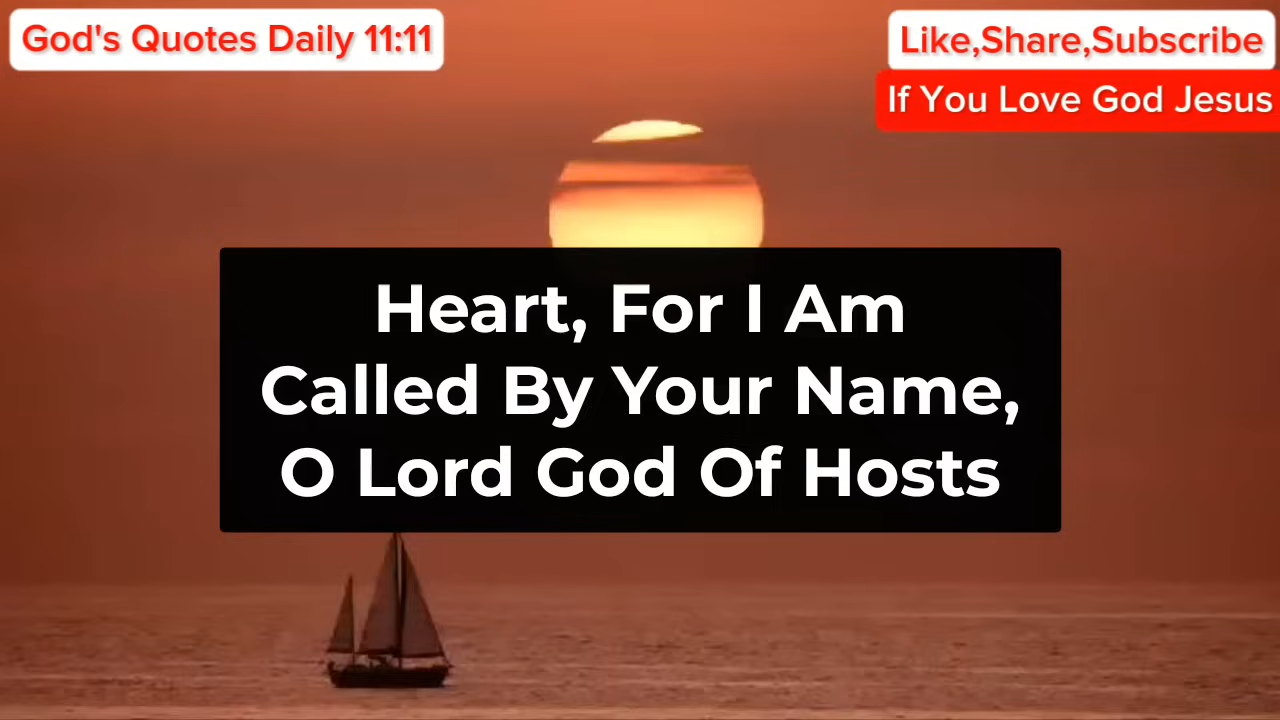 God's Quotes Daily 11:11
Like,Share,Subscribe
If You Love God Jesus
Heart, For I Am
Called By Your Name,
O Lord God Of Hosts